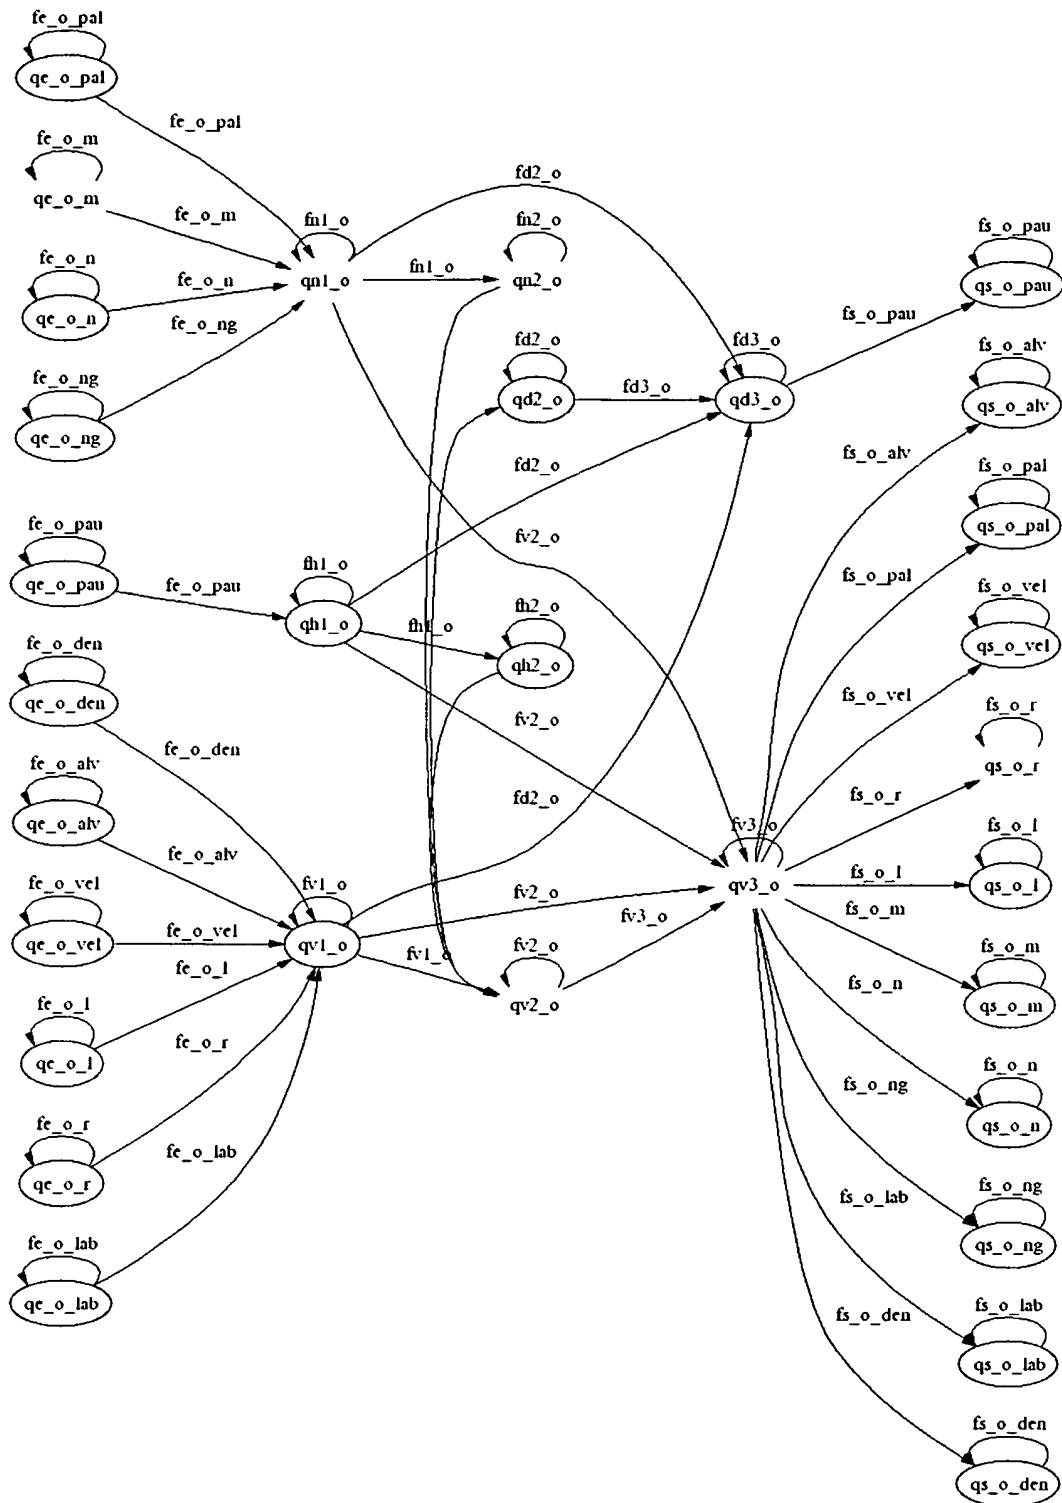 fe_o_pal
qe_o_pal
fe_o_pal
fe_o_m
qe_o_m
fe_o_m
fe_o_n
qe_o_n
fe_o_n
fe_o_ng
qe_o_ng
fe_o_ng
fe_o_pau
qe_o_pau
fe_o_pau
fe_o_den
qe_o_den
fe_o_den
fe_o_alv
qe_o_alv
fe_o_alv
fe_o_vel
qe_o_vel
fe_o_vel
fe_o_l
qe_o_l
fe_o_l
fe_o_r
qe_o_r
fe_o_r
fe_o_lab
qe_o_lab
fe_o_lab
fn1_o
qn1_o
fn1_o
fd2_o
fn2_o
qn2_o
fd2_o
qd2_o
fd3_o
fd3_o
qd3_o
fd2_o
fv2_o
fh1_o
qh1_o
fh1_o
fh2_o
qh2_o
fv2_o
fd2_o
fv1_o
qv1_o
fv2_o
fv1_o
fv2_o
qv2_o
fv3_o
fv3_o
qv3_o
fs_o_pau
fs_o_pau
qs_o_pau
fs_o_alv
fs_o_alv
qs_o_alv
fs_o_pal
fs_o_pal
qs_o_pal
fs_o_vel
fs_o_vel
qs_o_vel
fs_o_r
fs_o_r
qs_o_r
fs_o_l
fs_o_l
qs_o_l
fs_o_m
fs_o_m
qs_o_m
fs_o_n
fs_o_n
qs_o_n
fs_o_ng
fs_o_ng
qs_o_ng
fs_o_lab
fs_o_lab
qs_o_lab
fs_o_den
fs_o_den
qs_o_den